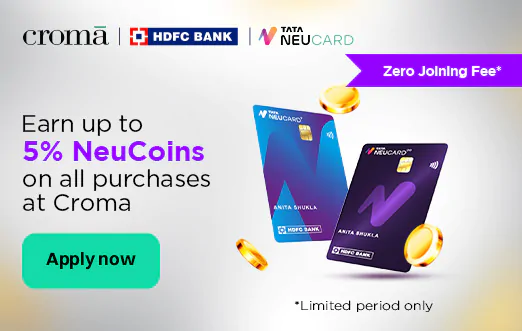 cromā | HDFC BANK | TATA NEUCARD
Zero Joining Fee*
Earn up to
5% NeuCoins
on all purchases
at Croma
Apply now
TATA
NEUCARD
ANITA SHUKLA
HDFC BANK
TATA
NEUCARD
ANITA SHUKLA
HDFC BANK
*Limited period only